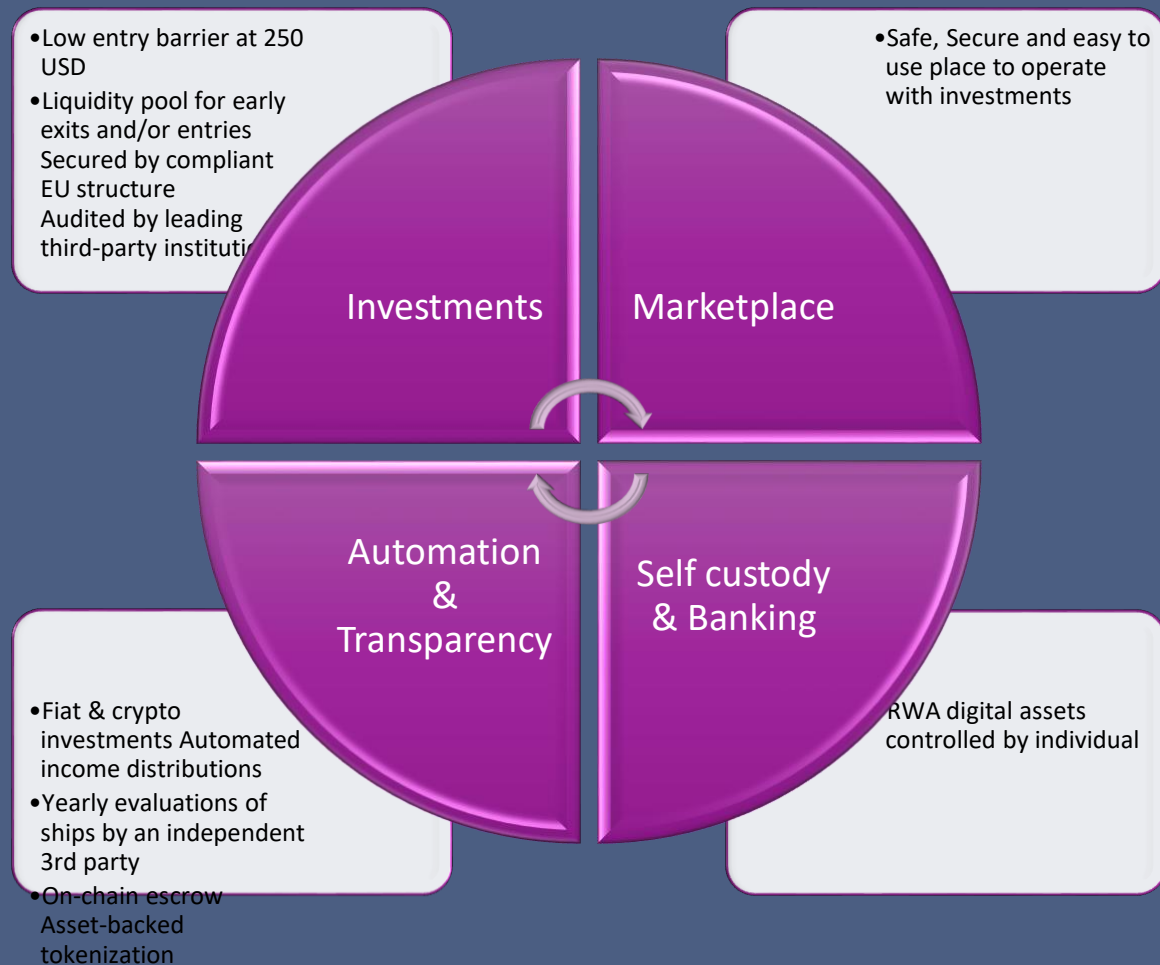 •Low entry barrier at 250
USD
•Liquidity pool for early
exits and/or entries
Secured by compliant
EU structure
Audited by leading
third-party
•Safe, Secure and easy to
use place to operate
with investments
Investments
Marketplace
Automation
&
Transparency
Self custody
& Banking
•Fiat & crypto
investments Automated
income distributions
•Yearly evaluations of
ships by an independent
3rd party
•On-chain escrow
Asset-backed
tokenization
RWA digital assets
controlled by individual